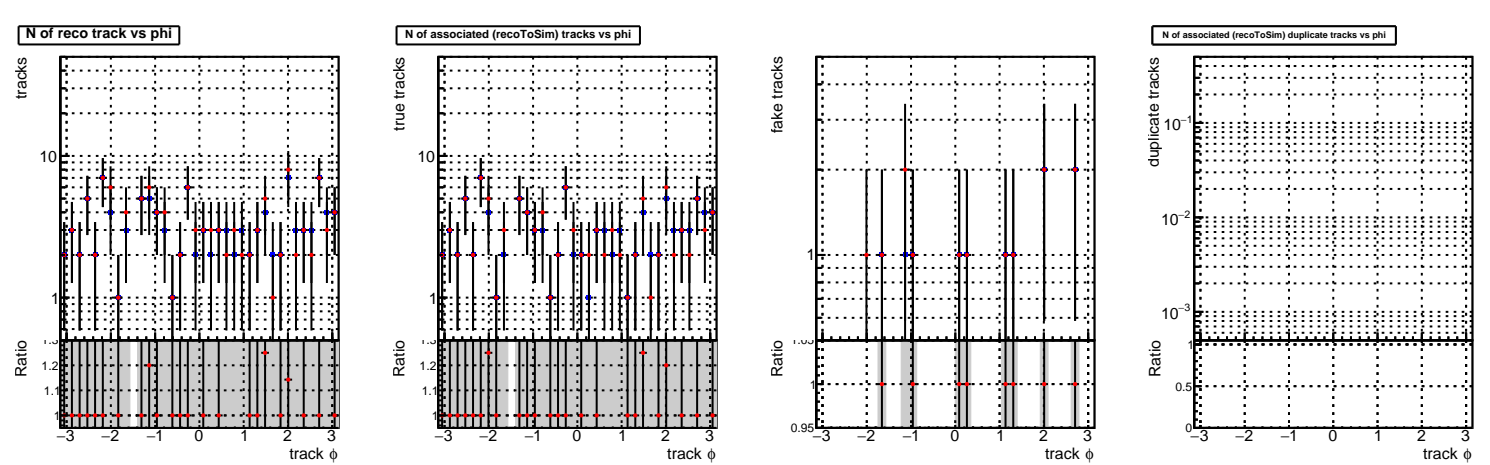 N of reco track vs phi
tracks
10
1
Ratio
1.3
1.2
1.1
1
−3 −2 −1 0 1 2 3
track ϕ
N of associated (recoToSim) tracks vs phi
true tracks
10
1
Ratio
1.3
1.2
1.1
1
−3 −2 −1 0 1 2 3
track ϕ
fake tracks
1
Ratio
1.05
1
0.95
−3 −2 −1 0 1 2 3
track ϕ
N of associated (recoToSim) duplicate tracks vs phi
duplicate tracks
10−1
10−2
10−3
Ratio
1
0.5
0
−3 −2 −1 0 1 2 3
track ϕ